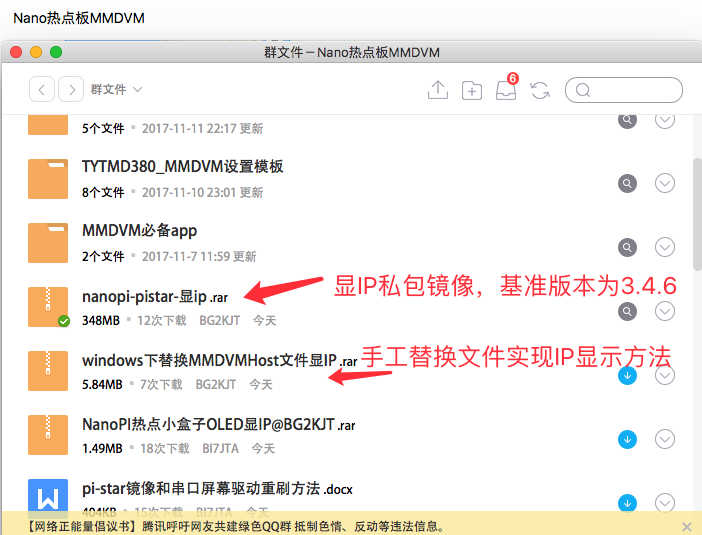 Nano热点板MMDVM
群文件－Nano热点板MMDVM
群文件
6
5个文件 • 2017-11-11 22:17 更新
TYTMD380_MMDVM设置模板
8个文件 • 2017-11-10 23:01 更新
MMDVM必备app
2个文件 • 2017-11-7 11:59 更新
nanopi-pistar-显ip .rar
显IP私包镜像，基准版本为3.4.6
348MB • 12次下载 BG2KJT 今天
windows下替换MMDVMHost文件显IP .rar
手工替换文件实现IP显示方法
5.84MB • 7次下载 BG2KJT 今天
NanoPI热点小盒子OLED显IP@BG2KJT .rar
1.49MB • 18次下载 BI7JTA 今天
W
pi-star镜像和串口屏幕驱动重刷方法 .docx
404KB • 15次下载 BI7JTA 今天
【网络正能量倡议书】腾讯呼吁网友共建绿色QQ群 抵制色情、反动等违法信息。